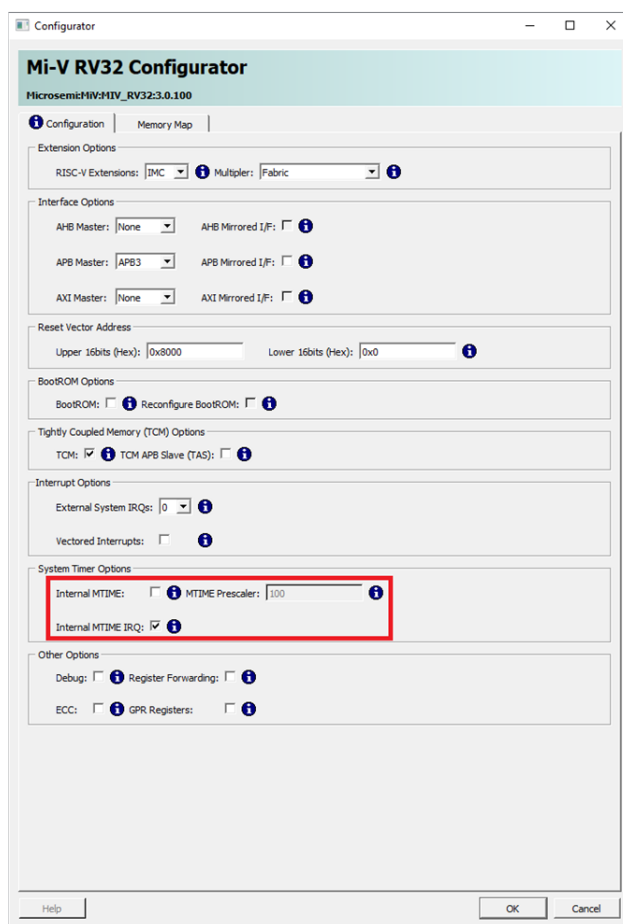 Configurator
Mi-V RV32 Configurator
Microsemi:MiV:MIV_RV32:3.0.100
Configuration Memory Map
Extension Options
RISC-V Extensions: IMC Multipler: Fabric
Interface Options
AHB Master: None AHB Mirrored I/F:
APB Master: APB3 APB Mirrored I/F:
AXI Master: None AXI Mirrored I/F:
Reset Vector Address
Upper 16bits (Hex): 0x8000 Lower 16bits (Hex): 0x0
BootROM Options
BootROM: Reconfigure BootROM:
Tightly Coupled Memory (TCM) Options
TCM: TCM APB Slave (TAS):
Interrupt Options
External System IRQs: 0
Vectored Interrupts:
System Timer Options
Internal MTIME: MTIME Prescaler: 100
Internal MTIME IRQ:
Other Options
Debug: Register Forwarding:
ECC: GPR Registers:
Help OK Cancel